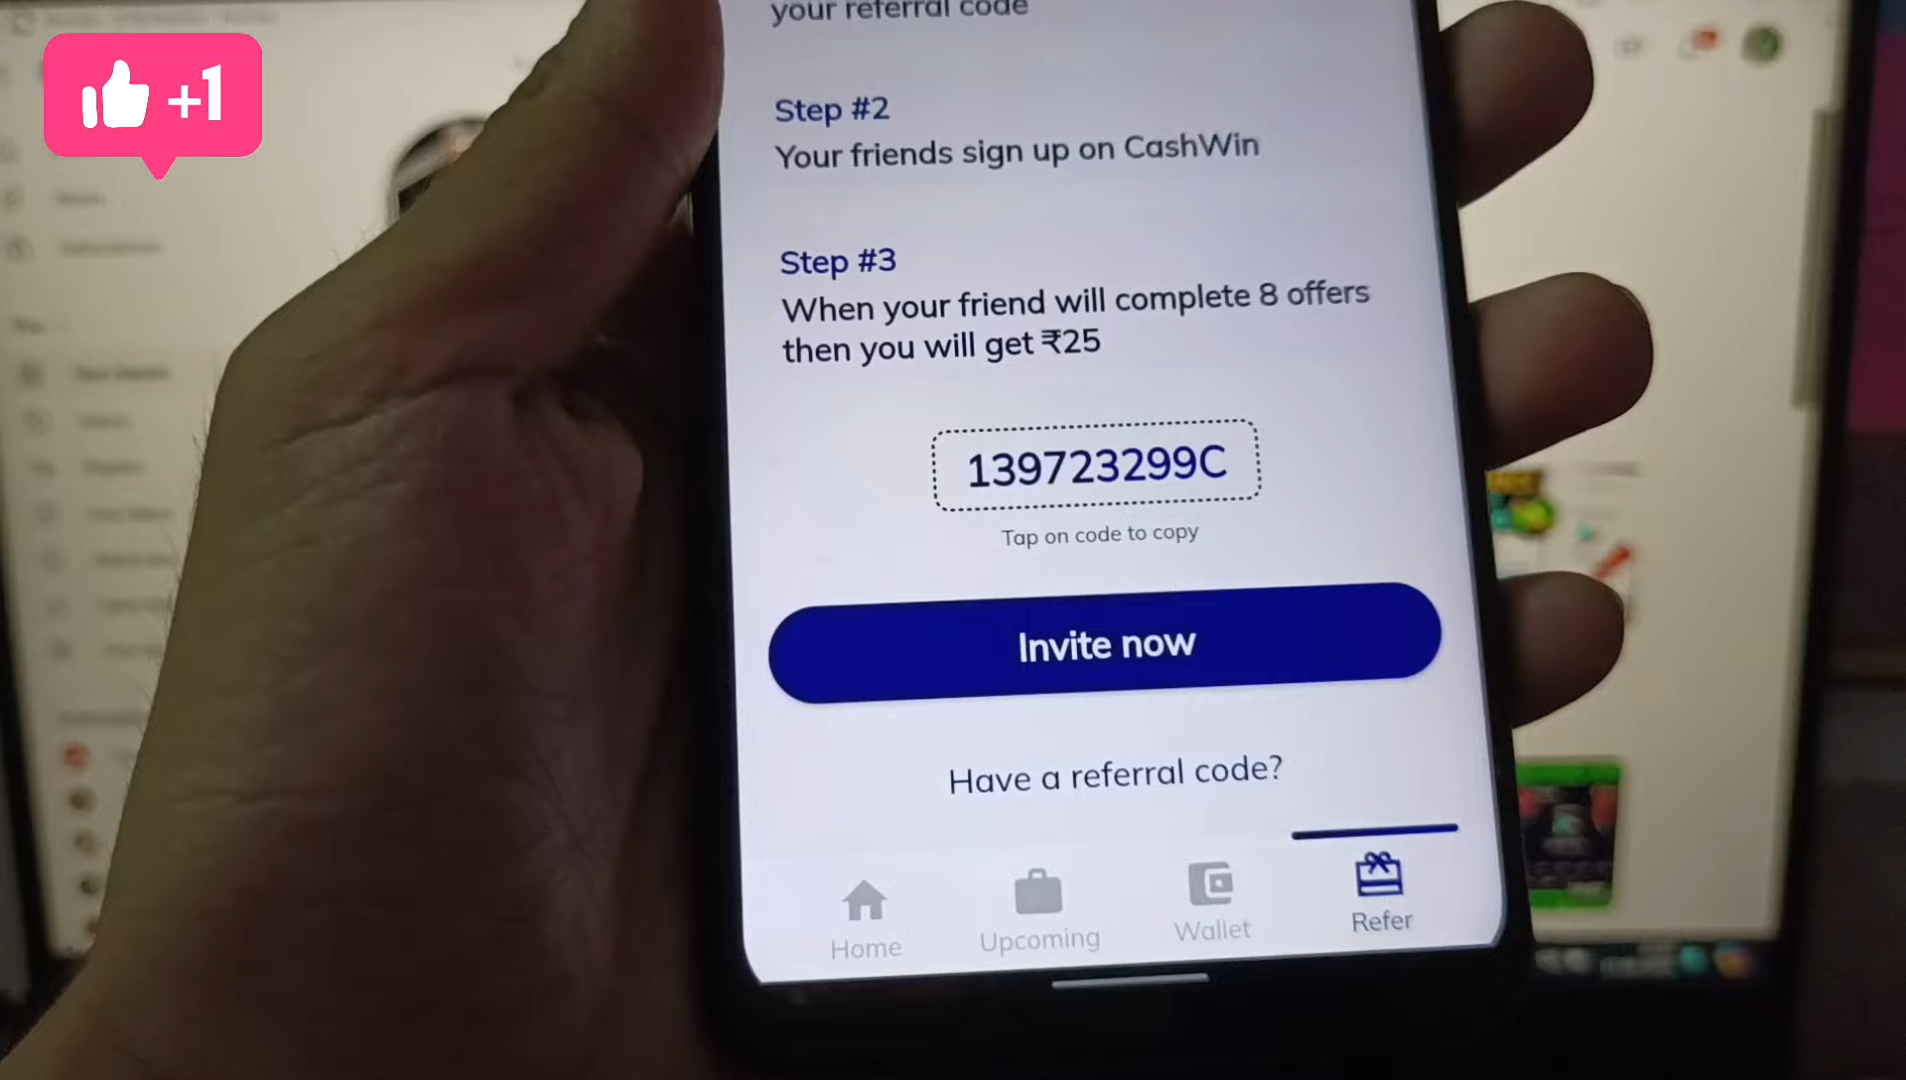 +1
your referral code
Step #2
Your friends sign up on CashWin
Step #3
When your friend will complete 8 offers
then you will get ₹25
139723299C
Tap on code to copy
Invite now
Have a referral code?
Home
Upcoming
Wallet
Refer